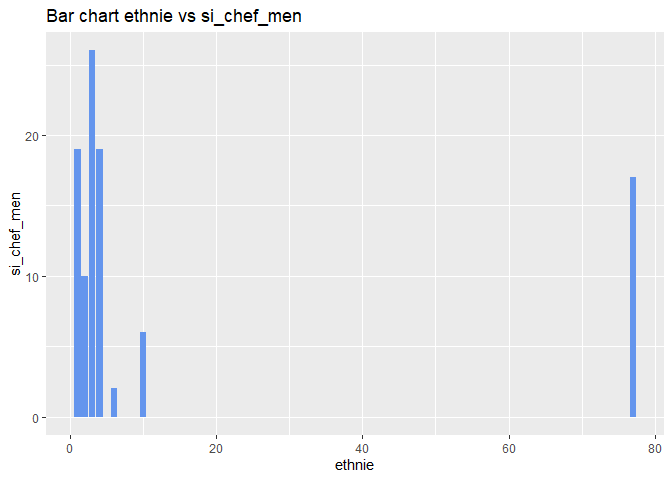 Bar chart ethnie vs si_chef_men
20
10
0
si_chef_men
0 20 40 60 80
ethnie